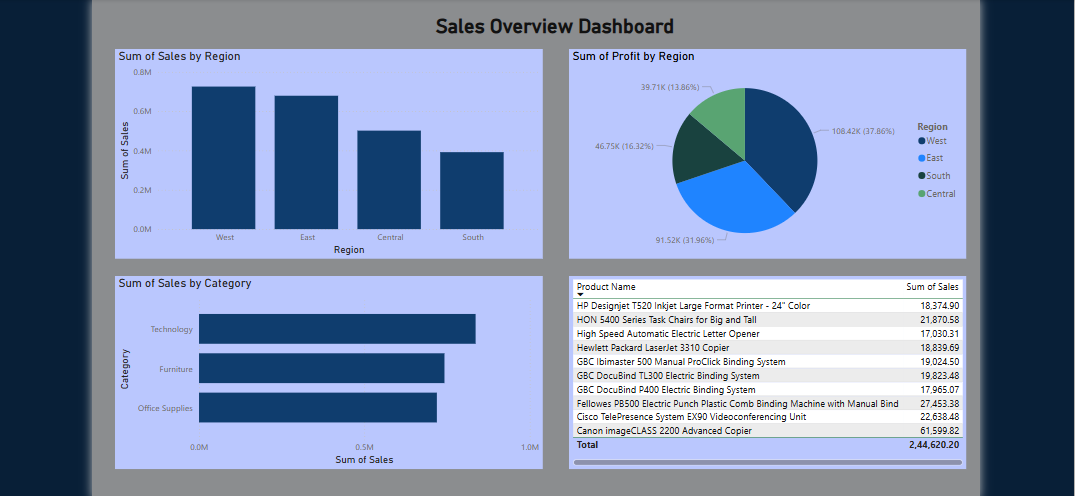 Sales Overview Dashboard
Sum of Sales by Region
0.8M
0.6M
0.4M
0.2M
0.0M
Sum of Sales
West East Central South
Region
Sum of Profit by Region
39.71K (13.86%)
108.42K (37.86%)
46.75K (16.32%)
91.52K (31.96%)
Region
West
East
South
Central
Sum of Sales by Category
Category
Technology
Furniture
Office Supplies
0.0M 0.5M 1.0M
Sum of Sales
Product Name Sum of Sales
HP Designjet T520 Inkjet Large Format Printer - 24" Color 18,374.90
HON 5400 Series Task Chairs for Big and Tall 21,870.58
High Speed Automatic Electric Letter Opener 17,030.31
Hewlett Packard LaserJet 3310 Copier 18,839.69
GBC Ibimaster 500 Manual ProClick Binding System 19,024.50
GBC DocuBind TL300 Electric Binding System 19,823.48
GBC DocuBind P400 Electric Binding System 17,965.07
Fellowes PB500 Electric Punch Plastic Comb Binding Machine with Manual Bind 27,453.38
Cisco TelePresence System EX90 Videoconferencing Unit 22,638.48
Canon imageCLASS 2200 Advanced Copier 61,599.82
Total 2,44,620.20